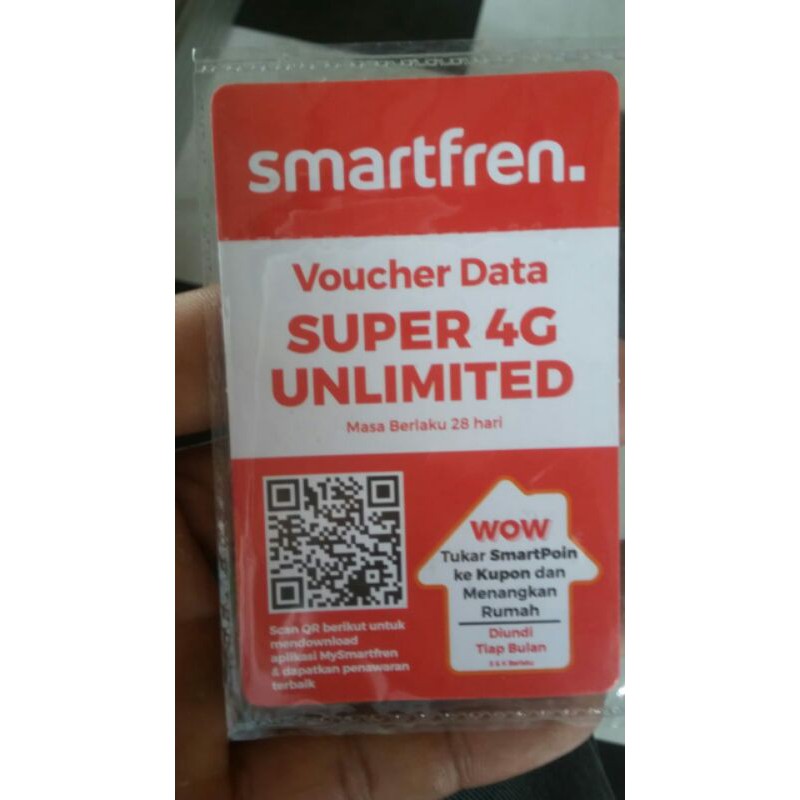 smartfren.
Voucher Data
SUPER 4G
UNLIMITED
Masa Berlaku 28 hari
WOW
Tukar SmartPoin
ke Kupon dan
Menangkan
Rumah
Diundi
Tiap Bulan
S & K Berlaku
Scan QR berikut untuk
mendownload
aplikasi MySmartfren
& dapatkan penawaran
terbaik